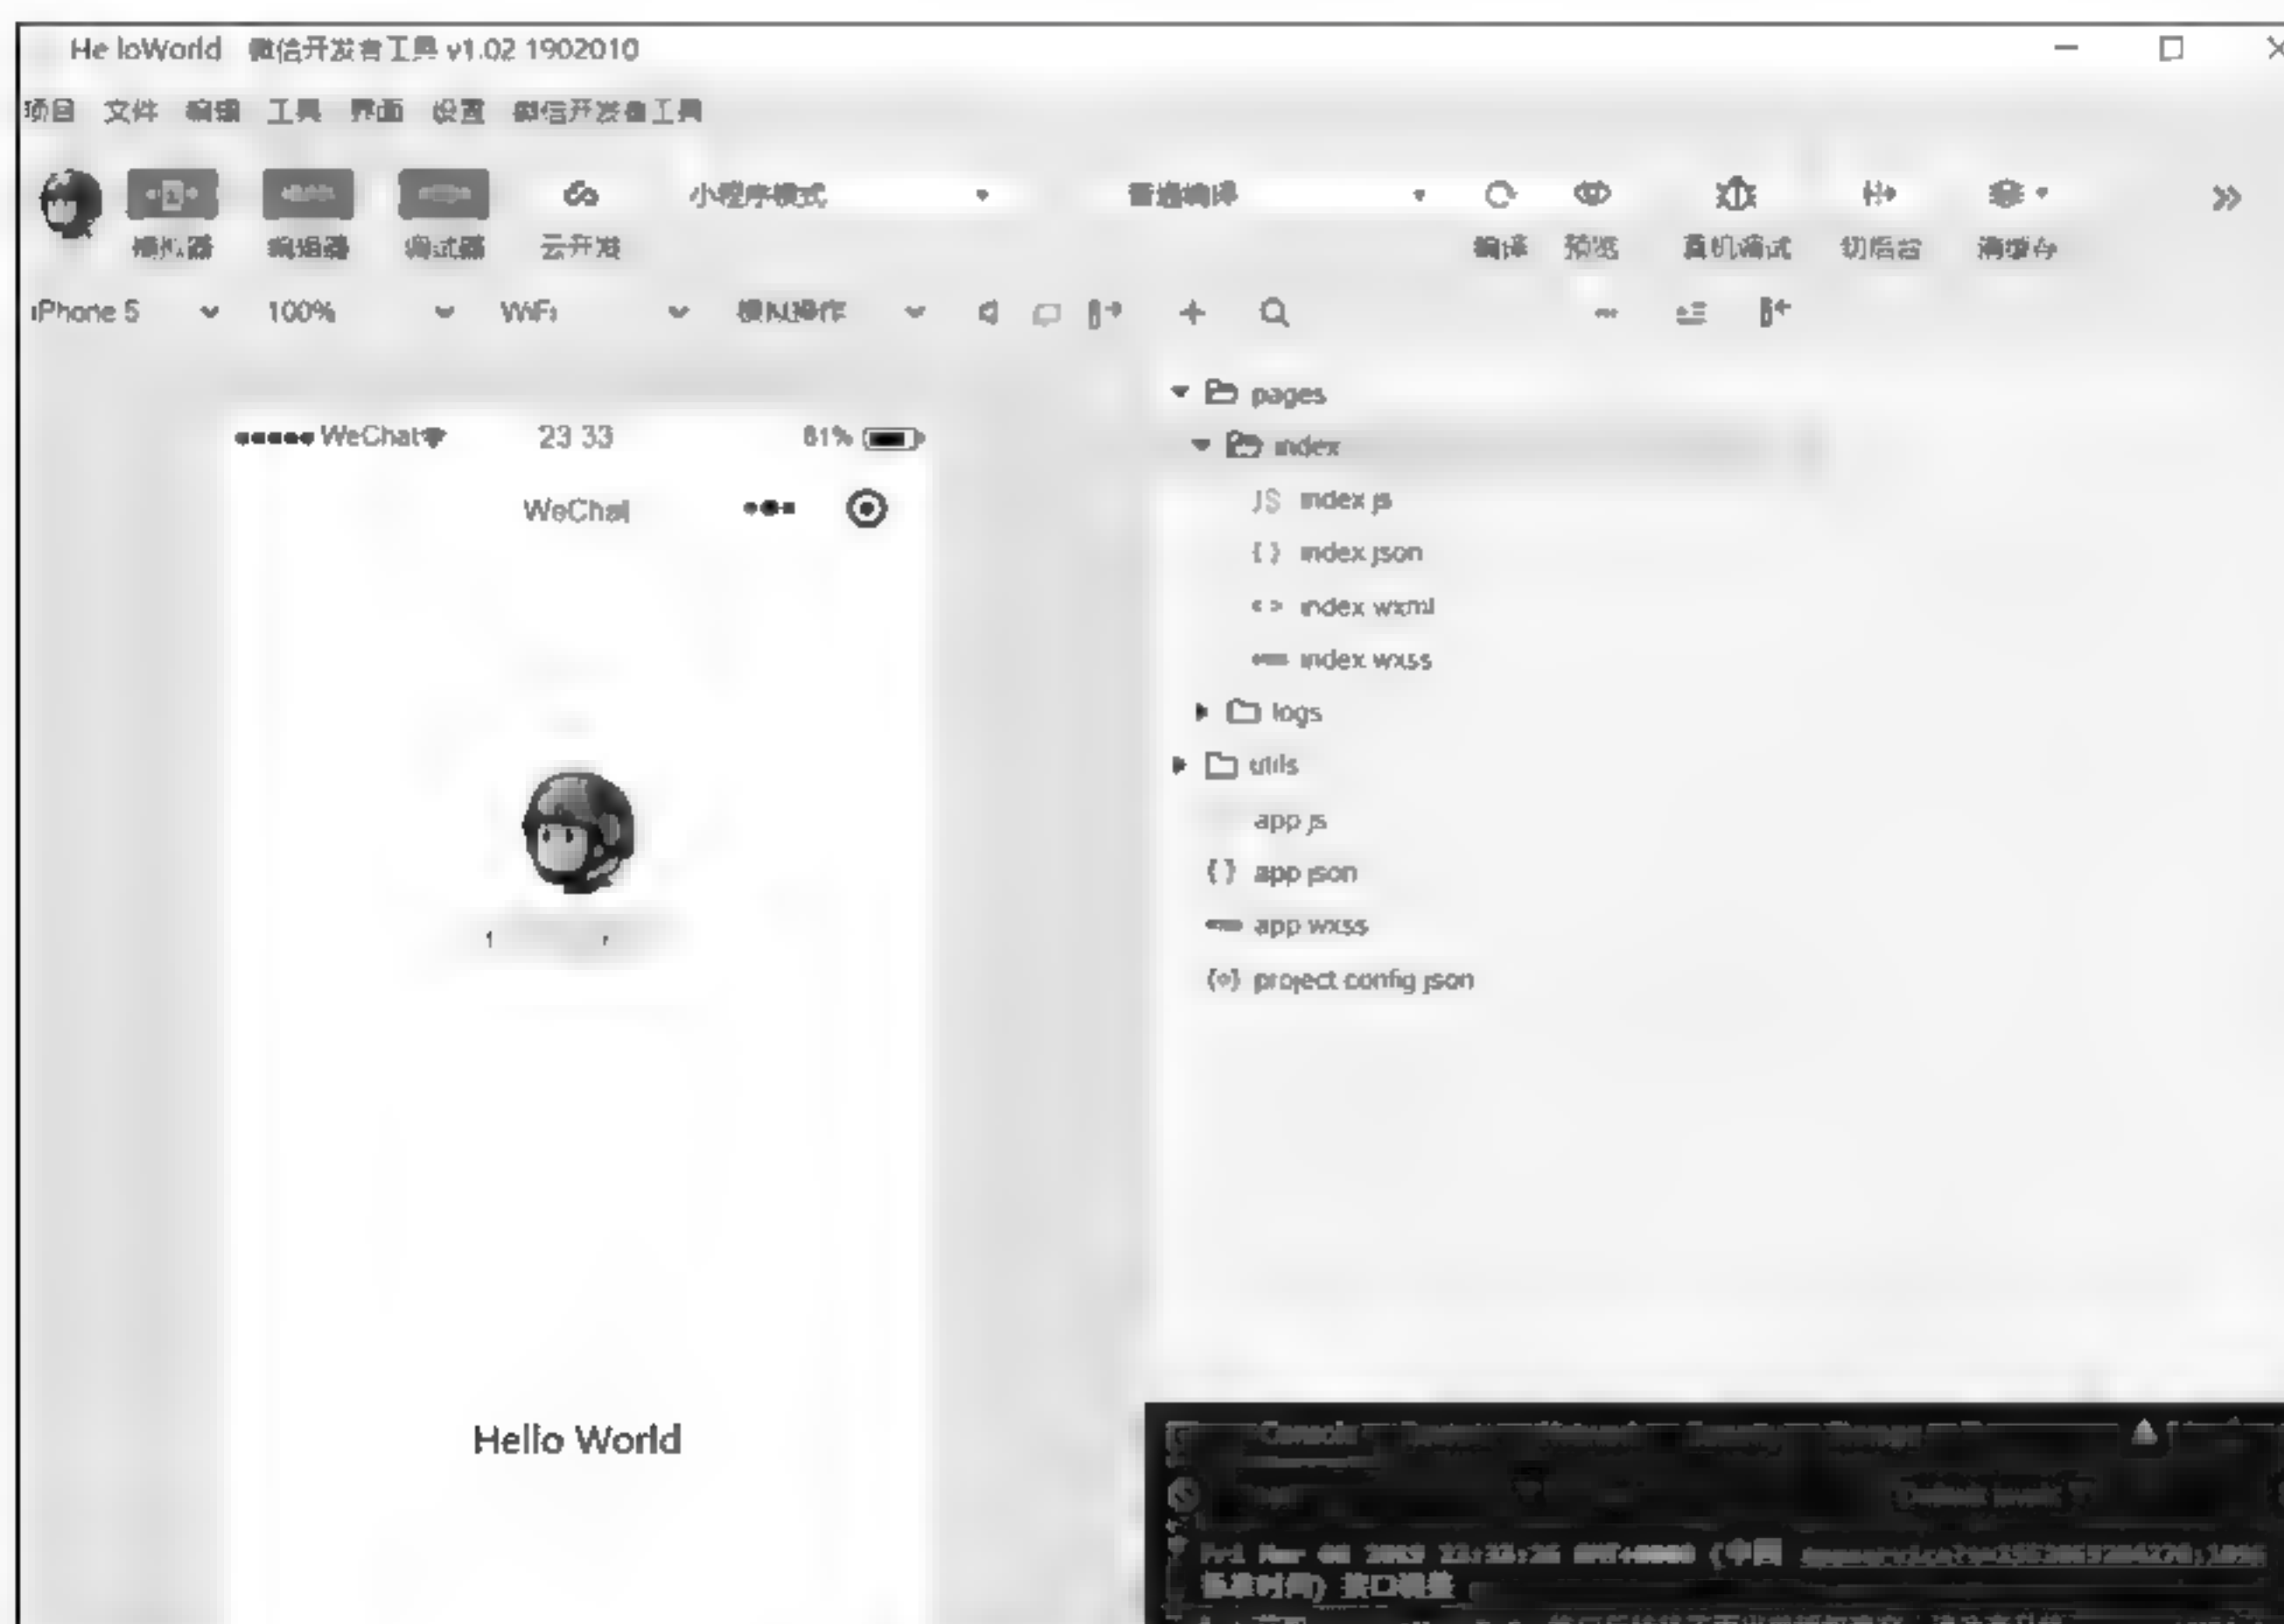 HelloWorld 微信开发者工具 v1.02 1902010
项目 文件 编辑 工具 界面 设置 微信开发者工具
小程序模式 普通编译
模拟器 编辑器 调试器 云开发 编译 预览 真机调试 切后台 清缓存
iPhone 5 100% WiFi 模拟操作
WeChat 23 33 81%
WeChat
Hello World
pages
index
JS index js
{ } index json
< > index wxml
index wxss
logs
utils
app js
{ } app json
app wxss
{o} project config json